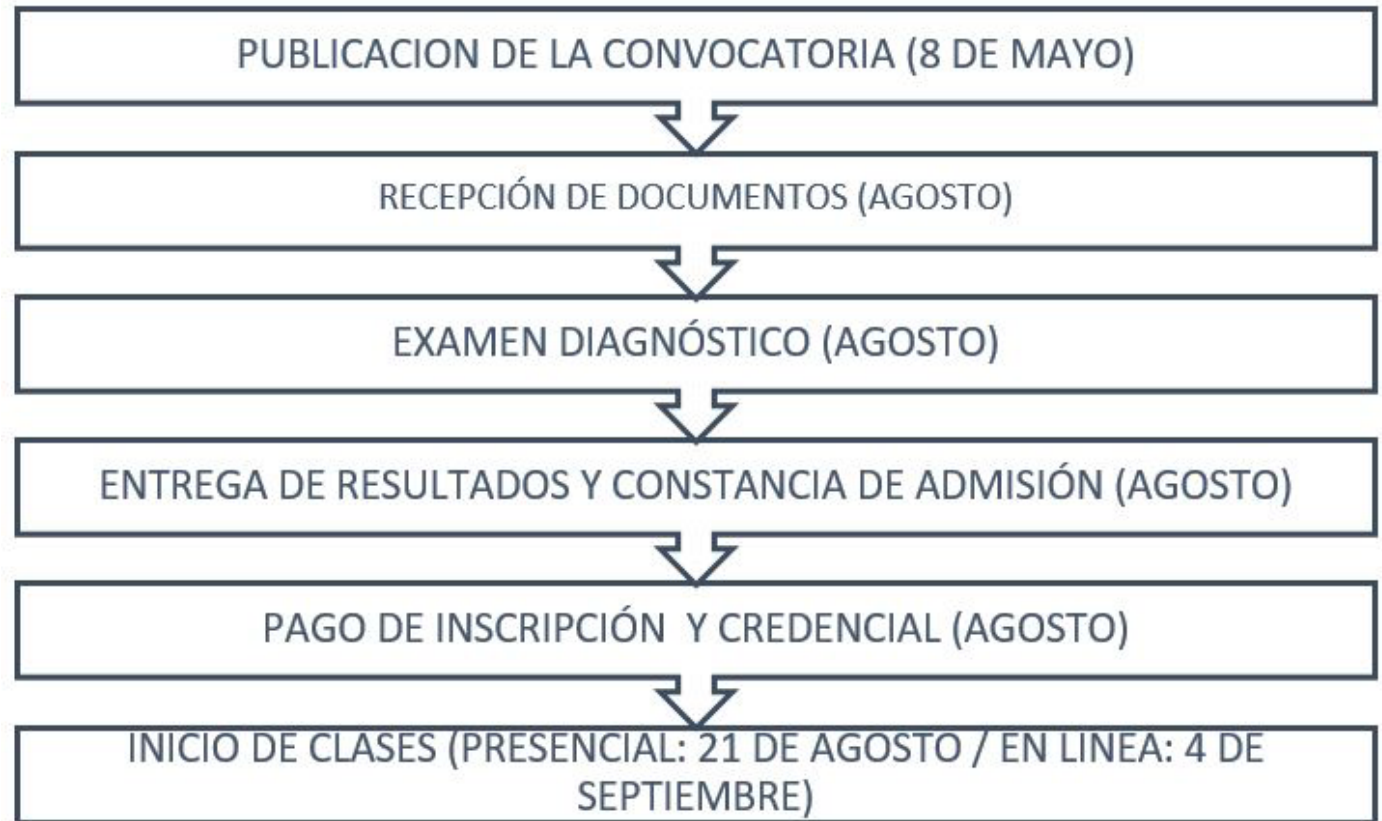 PUBLICACION DE LA CONVOCATORIA (8 DE MAYO)
RECEPCIÓN DE DOCUMENTOS (AGOSTO)
EXAMEN DIAGNÓSTICO (AGOSTO)
ENTREGA DE RESULTADOS Y CONSTANCIA DE ADMISIÓN (AGOSTO)
PAGO DE INSCRIPCIÓN Y CREDENCIAL (AGOSTO)
INICIO DE CLASES (PRESENCIAL: 21 DE AGOSTO / EN LINEA: 4 DE
SEPTIEMBRE)